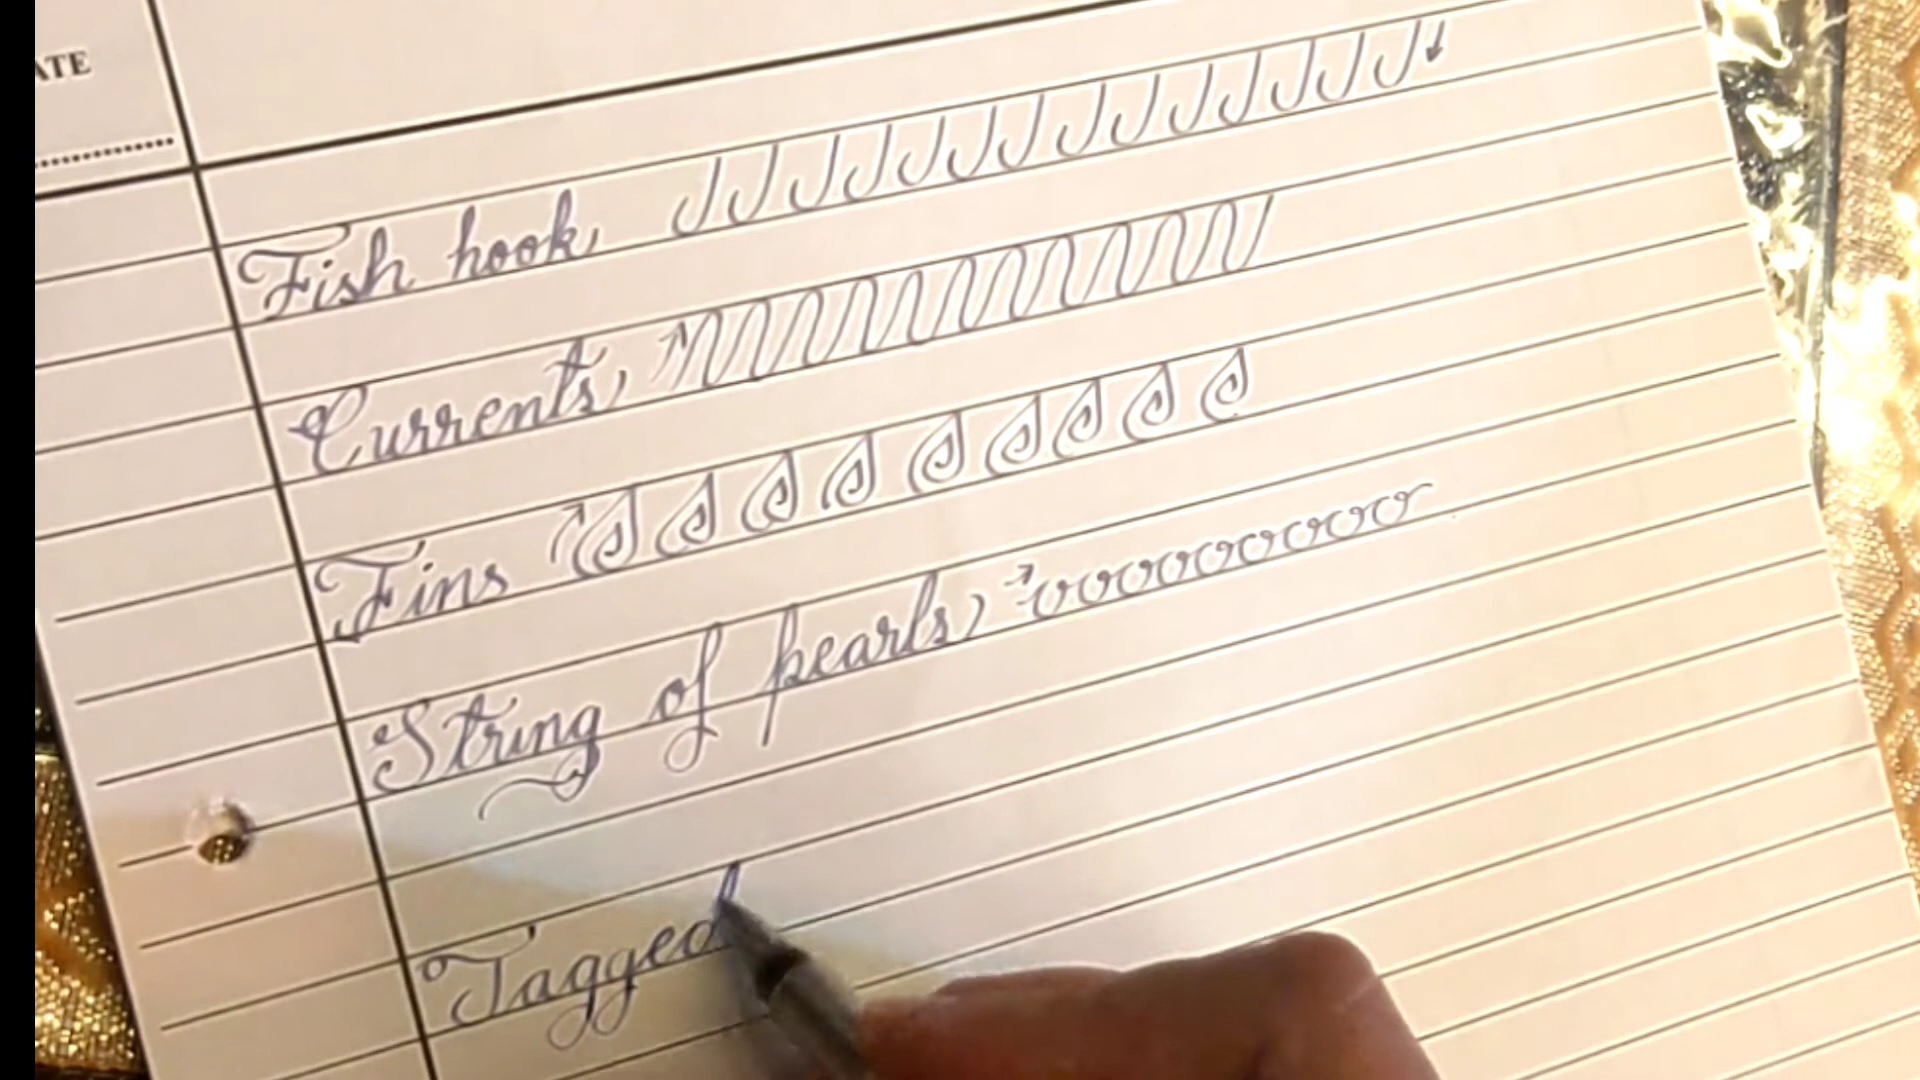 ATE
Fish hook,
Currents,
Fins
String of pearls,
Tagged